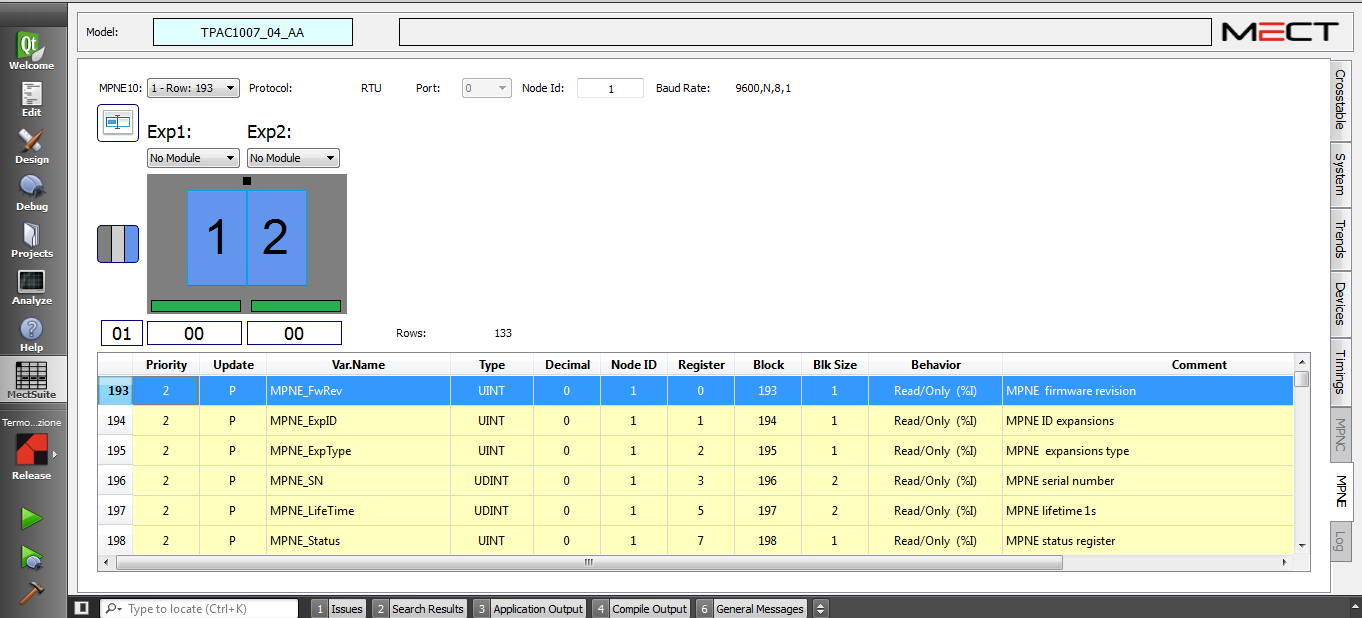 Model: TPAC1007_04_AA MECT
MPNE10: 1 - Row: 193 Protocol: RTU Port: 0 Node Id: 1 Baud Rate: 9600,N,8,1
Exp1: Exp2:
No Module No Module
1 2
01 00 00 Rows: 133
Priority Update Var.Name Type Decimal Node ID Register Block Blk Size Behavior Comment
193 2 P MPNE_FwRev UINT 0 1 0 193 1 Read/Only (%I) MPNE firmware revision
194 2 P MPNE_ExpID UINT 0 1 1 194 1 Read/Only (%I) MPNE ID expansions
195 2 P MPNE_ExpType UINT 0 1 2 195 1 Read/Only (%I) MPNE expansions type
196 2 P MPNE_SN UDINT 0 1 3 196 2 Read/Only (%I) MPNE serial number
197 2 P MPNE_LifeTime UDINT 0 1 5 197 2 Read/Only (%I) MPNE lifetime 1s
198 2 P MPNE_Status UINT 0 1 7 198 1 Read/Only (%I) MPNE status register
Qt
Welcome
Edit
Design
Debug
Projects
Analyze
?
Help
MectSuite
Termo...zione
Release
Crosstable
System
Trends
Devices
Timings
MPNC
MPNE
Log
Type to locate (Ctrl+K) 1 Issues 2 Search Results 3 Application Output 4 Compile Output 6 General Messages